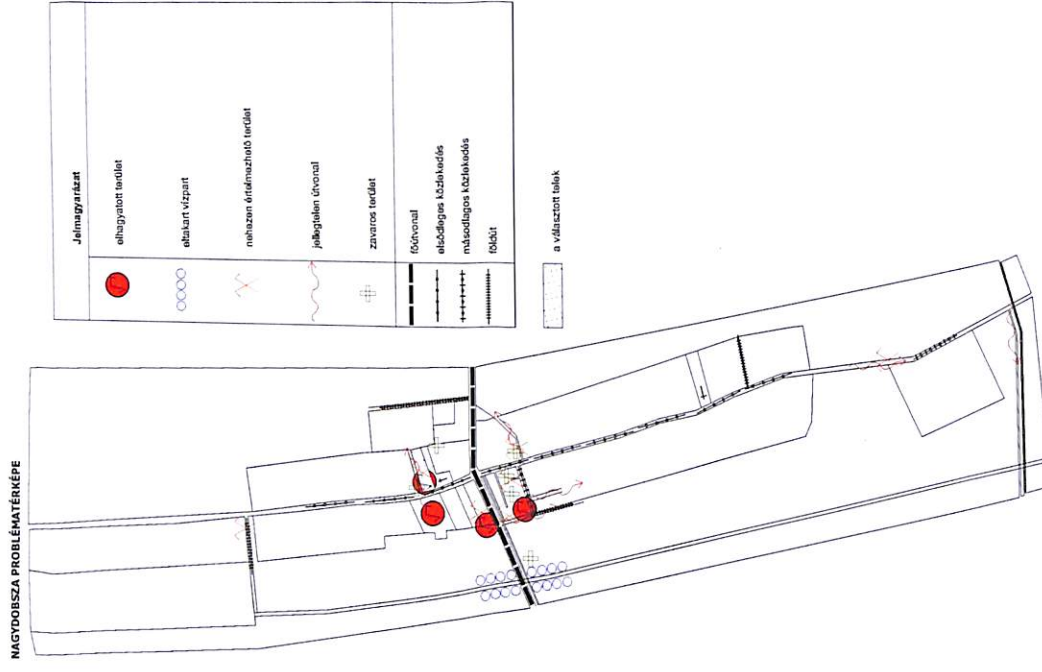 NAGYDOBSZA PROBLÉMATÉRKÉPE
Jelmagyarázat
elhagyatott terület
eltakart vízpart
nehezen értelmezhető terület
jellegtelen útvonal
zavaros terület
főútvonal
elsődleges közlekedés
másodlagos közlekedés
földút
a választott telek